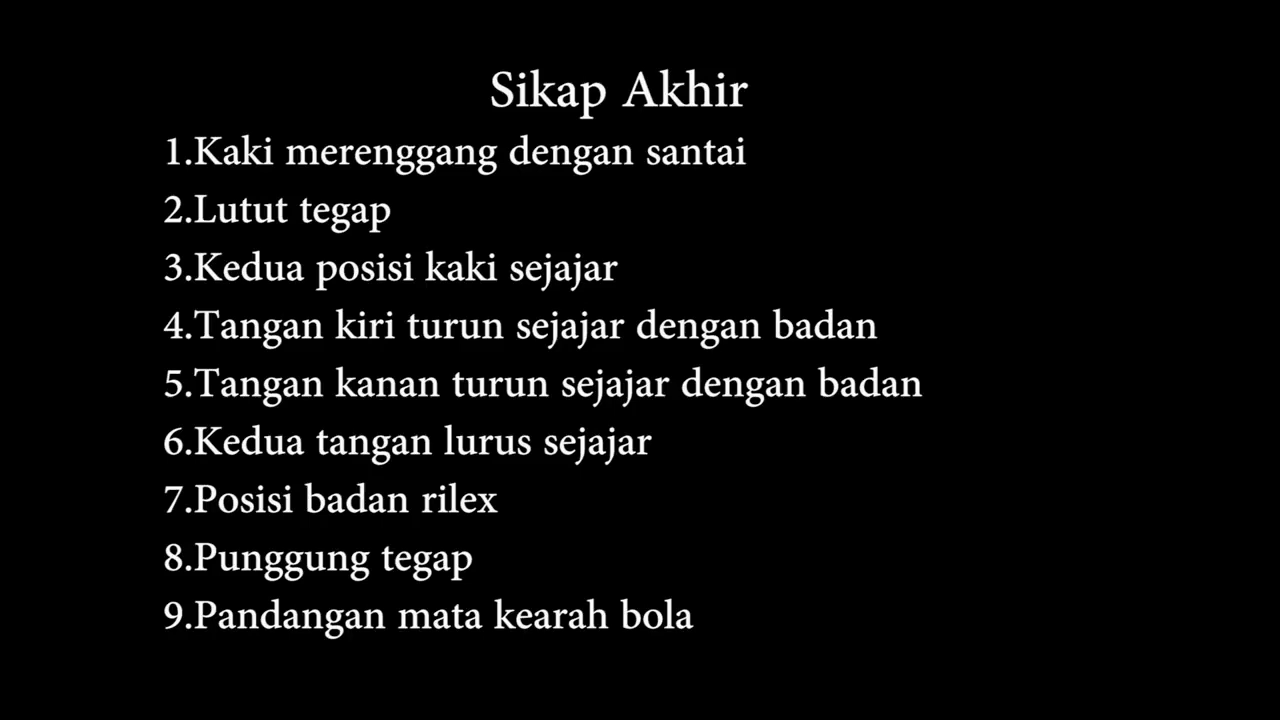 Sikap Akhir
1.Kaki merenggang dengan santai
2.Lutut tegap
3.Kedua posisi kaki sejajar
4.Tangan kiri turun sejajar dengan badan
5.Tangan kanan turun sejajar dengan badan
6.Kedua tangan lurus sejajar
7.Posisi badan rilex
8.Punggung tegap
9.Pandangan mata kearah bola